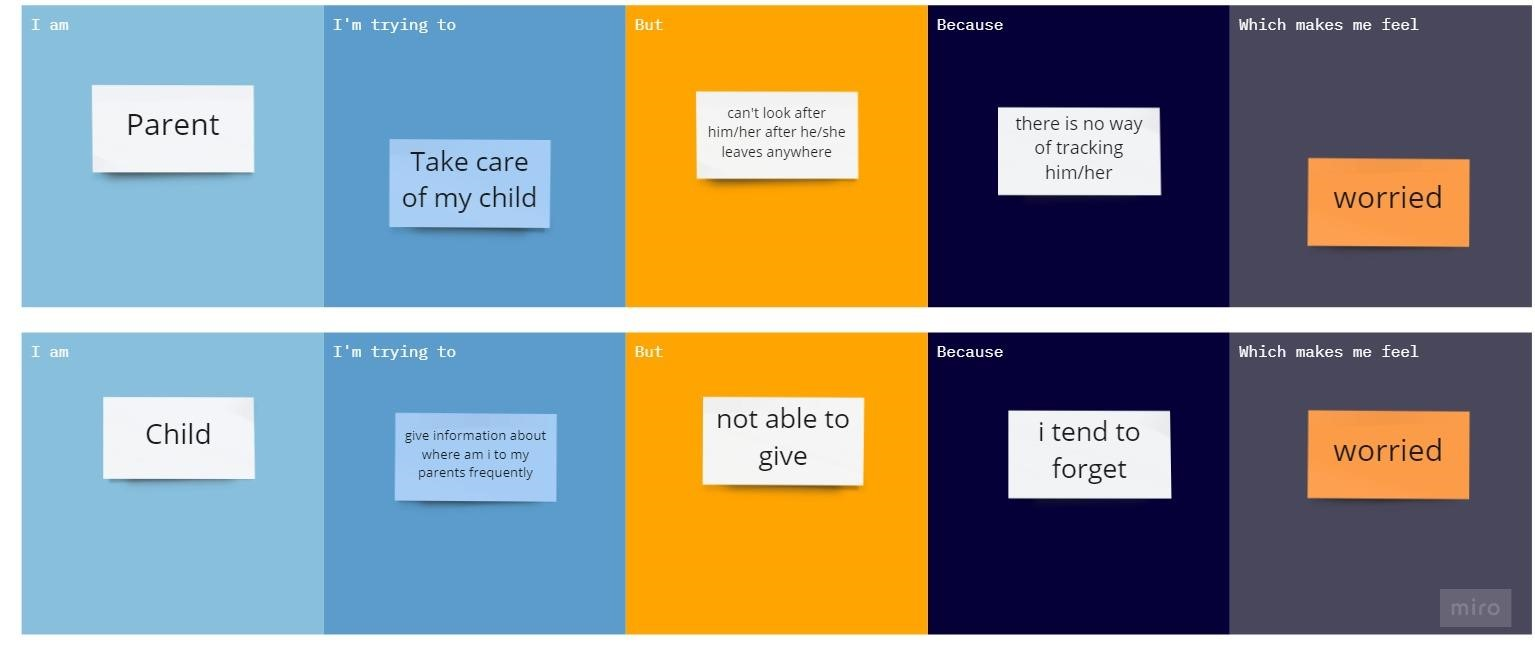 I am
I'm trying to
But
Because
Which makes me feel
Parent
Take care
of my child
can't look after
him/her after he/she
leaves anywhere
there is no way
of tracking
him/her
worried
I am
I'm trying to
But
Because
Which makes me feel
Child
give information about
where am i to my
parents frequently
not able to
give
i tend to
forget
worried
miro